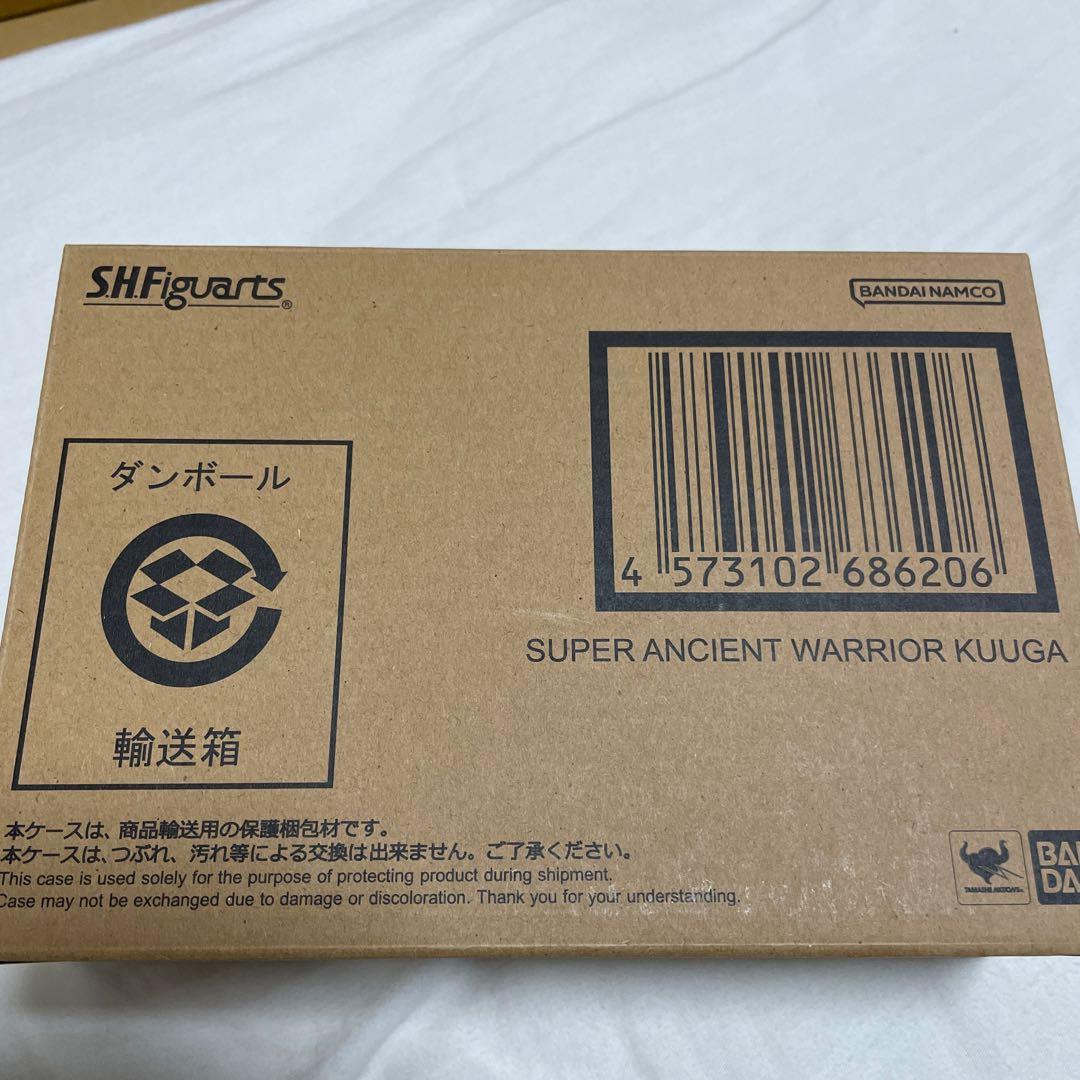 S.H.Figuarts®
BANDAI NAMCO
4 573102 686206
SUPER ANCIENT WARRIOR KUUGA
ダンボール
輸送箱
本ケースは、商品輸送用の保護梱包材です。
本ケースは、つぶれ、汚れ等による交換は出来ません。ご了承ください。
This case is used solely for the purpose of protecting product during shipment.
Case may not be exchanged due to damage or discoloration. Thank you for your understanding.
TAMASHII NATIONS
BAN
DA